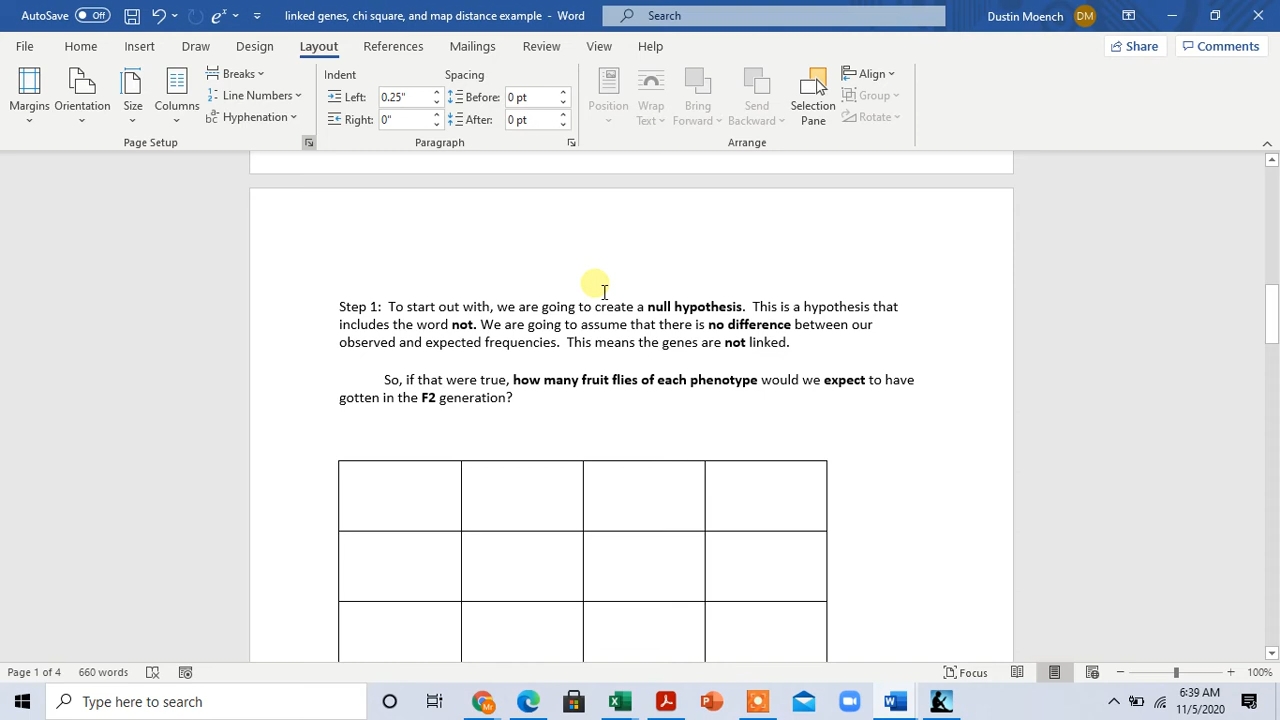 AutoSave Off
linked genes, chi square, and map distance example - Word
Search
Dustin Moench DM
File Home Insert Draw Design Layout References Mailings Review View Help
Share Comments
Margins Orientation Size Columns
Breaks
Line Numbers
Hyphenation
Indent Spacing
Left: 0.25" Before: 0 pt
Right: 0" After: 0 pt
Position Wrap Text Bring Forward Send Backward Selection Pane
Align
Group
Rotate
Page Setup Paragraph Arrange
Step 1: To start out with, we are going to create a null hypothesis. This is a hypothesis that
includes the word not. We are going to assume that there is no difference between our
observed and expected frequencies. This means the genes are not linked.
So, if that were true, how many fruit flies of each phenotype would we expect to have
gotten in the F2 generation?
Page 1 of 4 660 words Focus 100%
Type here to search
6:39 AM
11/5/2020